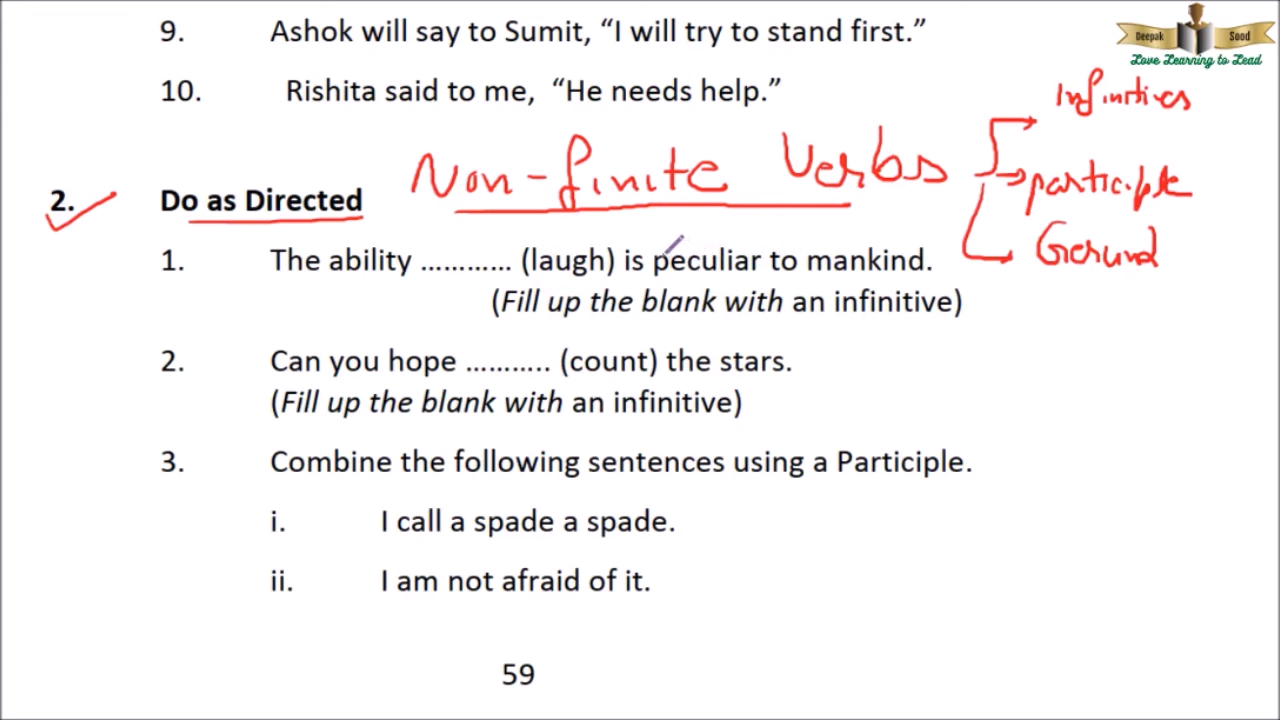 Deepak Sood
Love Learning to Lead
9. Ashok will say to Sumit, “I will try to stand first.”
10. Rishita said to me, “He needs help.”
Infinitives
Non-finite Verbs
participle
Gerund
2. Do as Directed
1. The ability ............ (laugh) is peculiar to mankind.
(Fill up the blank with an infinitive)
2. Can you hope ........... (count) the stars.
(Fill up the blank with an infinitive)
3. Combine the following sentences using a Participle.
i. I call a spade a spade.
ii. I am not afraid of it.
59